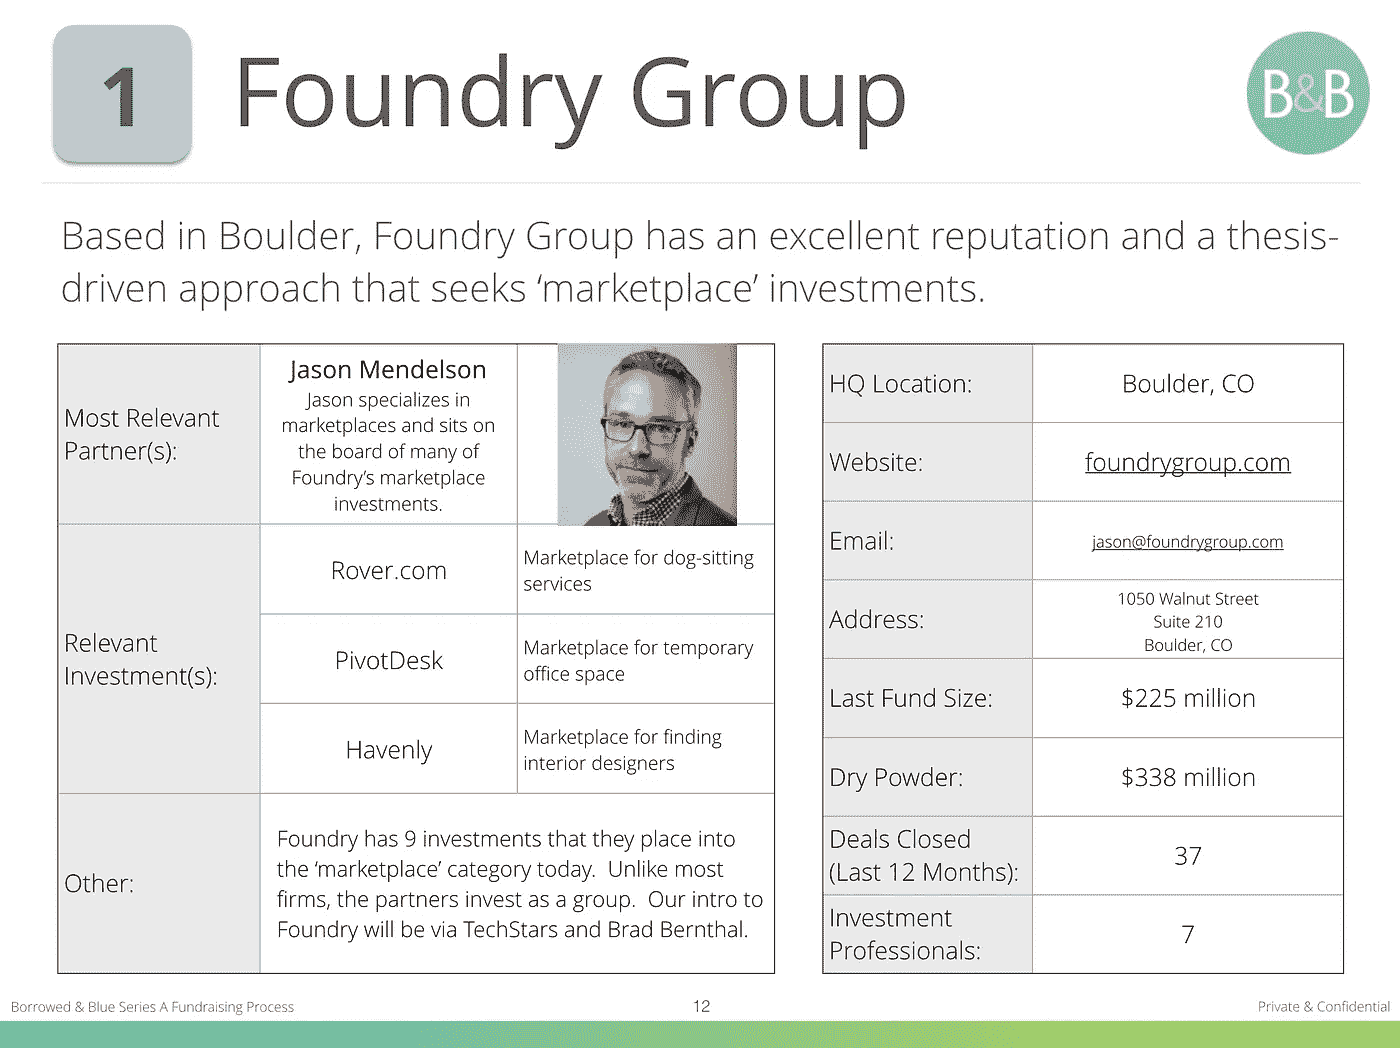 1
Foundry Group
B&B
Based in Boulder, Foundry Group has an excellent reputation and a thesis-
driven approach that seeks ‘marketplace’ investments.
Most Relevant
Partner(s):
Jason Mendelson
Jason specializes in
marketplaces and sits on
the board of many of
Foundry’s marketplace
investments.
Relevant
Investment(s):
Rover.com
Marketplace for dog-sitting
services
PivotDesk
Marketplace for temporary
office space
Havenly
Marketplace for finding
interior designers
Other:
Foundry has 9 investments that they place into
the ‘marketplace’ category today.  Unlike most
firms, the partners invest as a group.  Our intro to
Foundry will be via TechStars and Brad Bernthal.
HQ Location:
Boulder, CO
Website:
foundrygroup.com
Email:
jason@foundrygroup.com
Address:
1050 Walnut Street
Suite 210
Boulder, CO
Last Fund Size:
$225 million
Dry Powder:
$338 million
Deals Closed
(Last 12 Months):
37
Investment
Professionals:
7
Borrowed & Blue Series A Fundraising Process
12
Private & Confidential